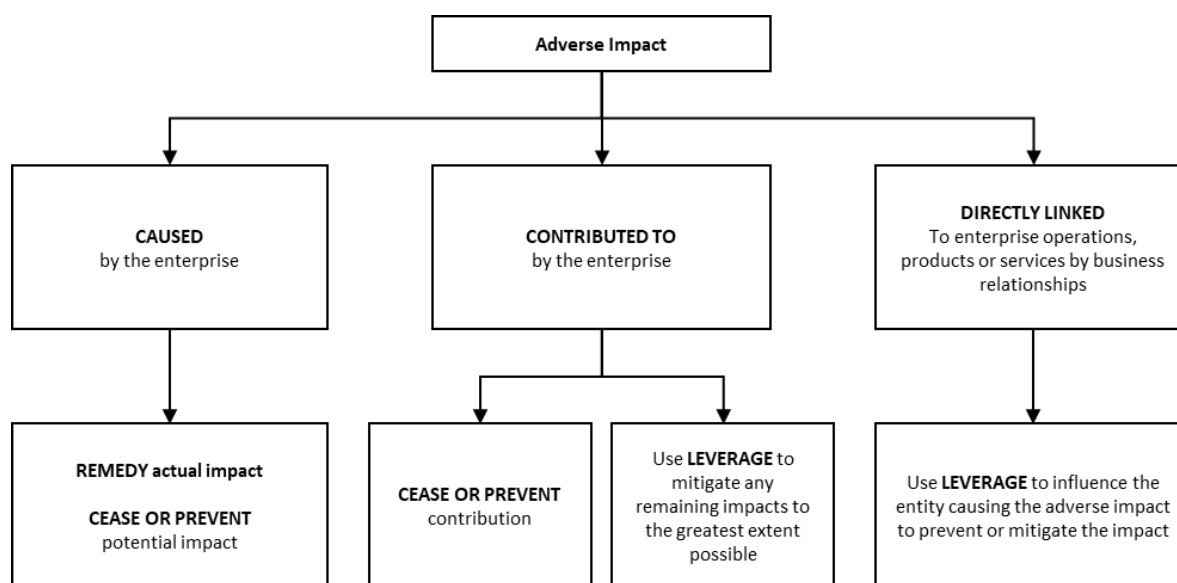 Adverse Impact
CAUSED
by the enterprise
CONTRIBUTED TO
by the enterprise
DIRECTLY LINKED
To enterprise operations,
products or services by business
relationships
REMEDY actual impact
CEASE OR PREVENT
potential impact
CEASE OR PREVENT
contribution
Use LEVERAGE to
mitigate any
remaining impacts to
the greatest extent
possible
Use LEVERAGE to influence the
entity causing the adverse impact
to prevent or mitigate the impact